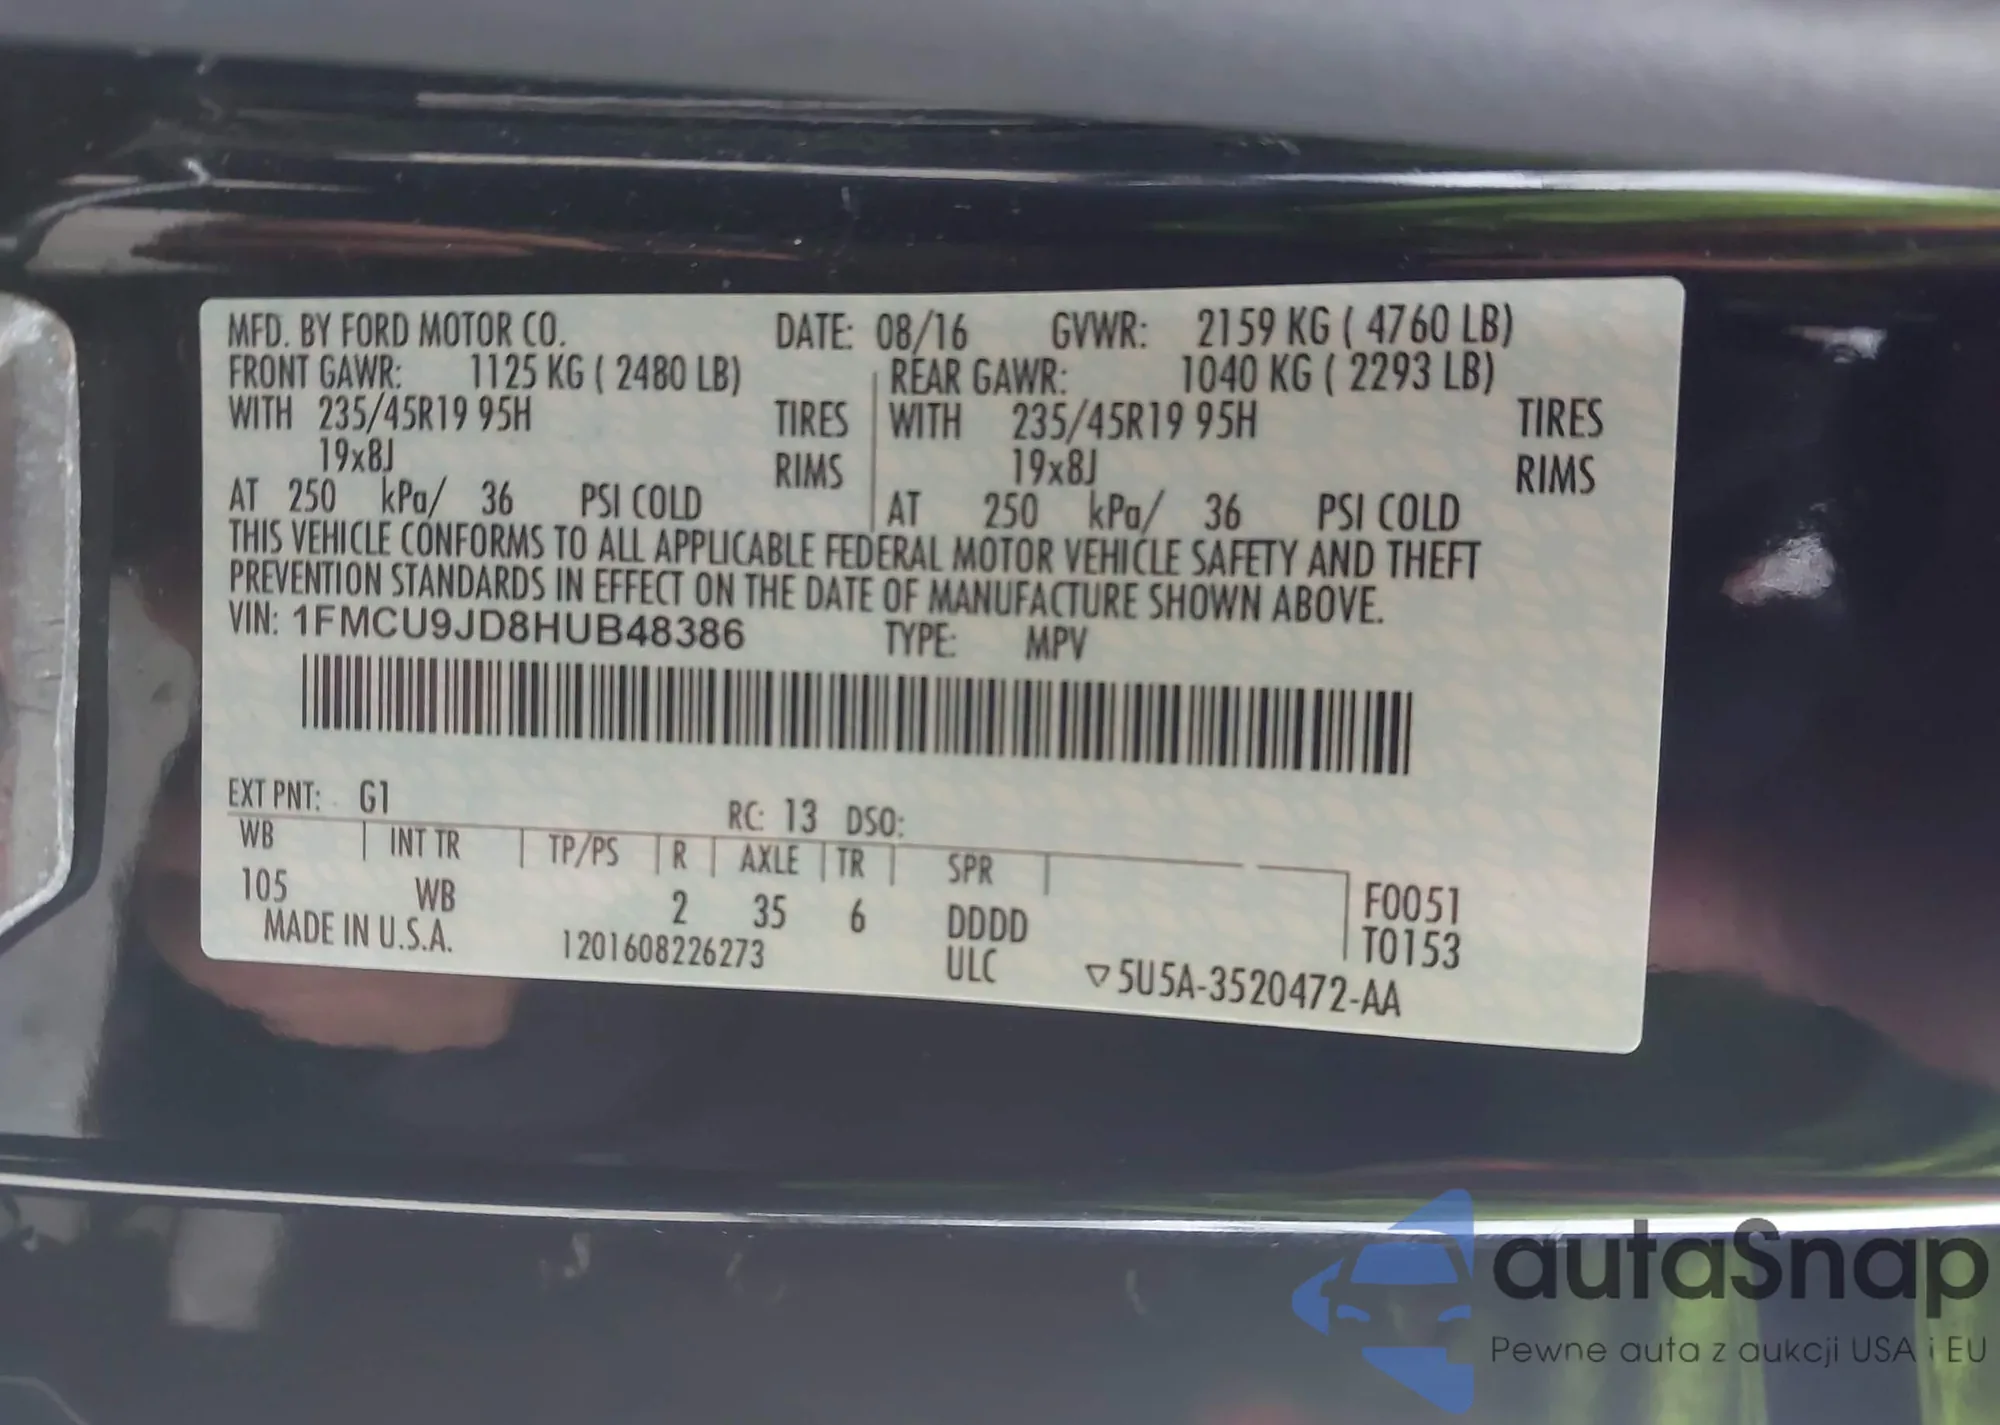 MFD. BY FORD MOTOR CO. DATE: 08/16 GVWR: 2159 KG ( 4760 LB)
FRONT GAWR: 1125 KG ( 2480 LB) REAR GAWR: 1040 KG ( 2293 LB)
WITH 235/45R19 95H TIRES WITH 235/45R19 95H TIRES
19x8J RIMS 19x8J RIMS
AT 250 kPa/ 36 PSI COLD AT 250 kPa/ 36 PSI COLD
THIS VEHICLE CONFORMS TO ALL APPLICABLE FEDERAL MOTOR VEHICLE SAFETY AND THEFT
PREVENTION STANDARDS IN EFFECT ON THE DATE OF MANUFACTURE SHOWN ABOVE.
VIN: 1FMCU9JD8HUB48386 TYPE: MPV
EXT PNT: G1 RC: 13 DSO:
WB INT TR TP/PS R AXLE TR SPR
105 WB 2 35 6 DDDD F0051
MADE IN U.S.A. 1201608226273 ULC T0153
▽5U5A-3520472-AA
autaSnap
Pewne auta z aukcji USA i EU